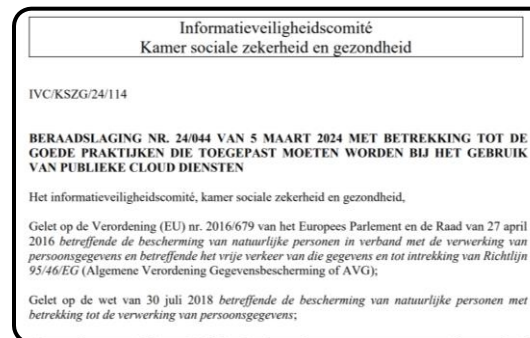 Informatieveiligheidscomité
Kamer sociale zekerheid en gezondheid
IVC/KSZG/24/114
BERAADSLAGING NR. 24/044 VAN 5 MAART 2024 MET BETREKKING TOT DE
GOEDE PRAKTIJKEN DIE TOEGEPAST MOETEN WORDEN BIJ HET GEBRUIK
VAN PUBLIEKE CLOUD DIENSTEN
Het informatieveiligheidscomité, kamer sociale zekerheid en gezondheid,
Gelet op de Verordening (EU) nr. 2016/679 van het Europees Parlement en de Raad van 27 april
2016 betreffende de bescherming van natuurlijke personen in verband met de verwerking van
persoonsgegevens en betreffende het vrije verkeer van die gegevens en tot intrekking van Richtlijn
95/46/EG (Algemene Verordening Gegevensbescherming of AVG);
Gelet op de wet van 30 juli 2018 betreffende de bescherming van natuurlijke personen met
betrekking tot de verwerking van persoonsgegevens;